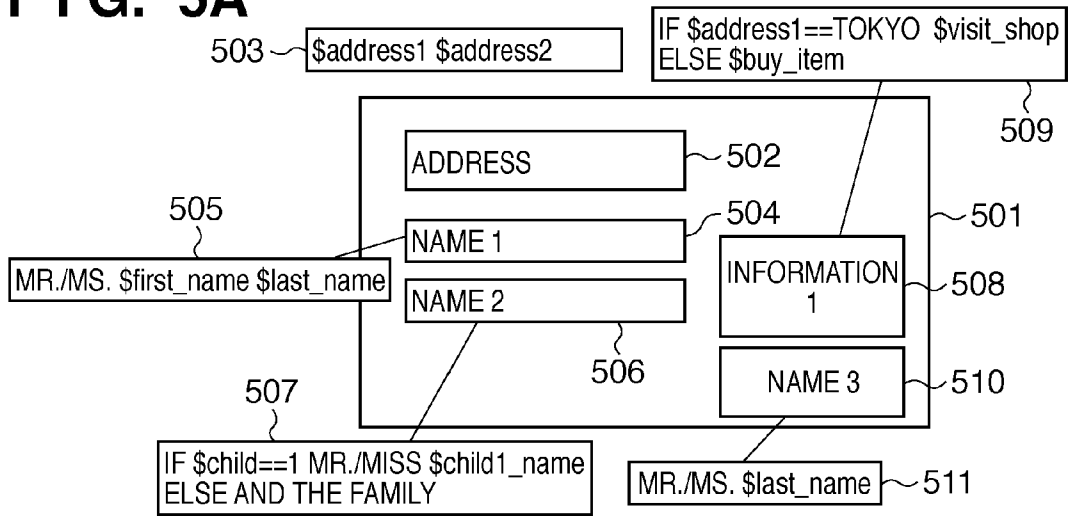 FIG. 5A
503 $address1 $address2
IF $address1==TOKYO $visit_shop
ELSE $buy_item
509
ADDRESS 502
505
504
501
NAME 1
MR./MS. $first_name $last_name
INFORMATION
1
508
NAME 2
506
NAME 3 510
507
IF $child==1 MR./MISS $child1_name
ELSE AND THE FAMILY
MR./MS. $last_name 511